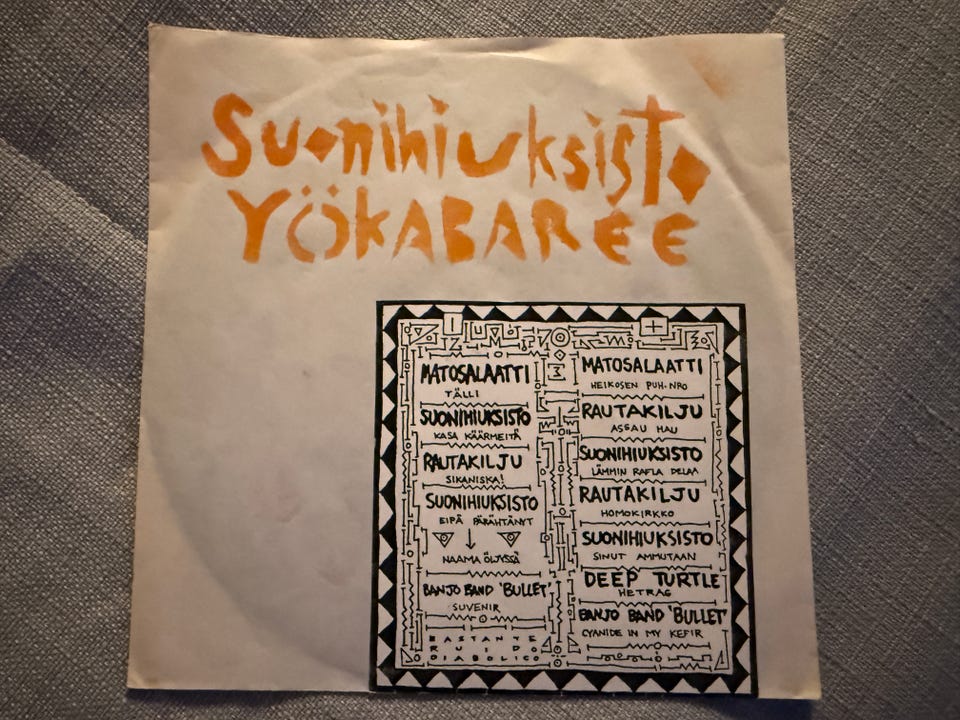 Suonihiuksisto
YÖKABAREE
MATOSALAATTI
TÄLLI
SUONIHIUKSISTO
KASA KÄÄRMEITÄ
RAUTAKILJU
SIKANISKA!
SUONIHIUKSISTO
EIPÄ PÄRÄHTÄNYT
NAAMA ÖLJYSSÄ
BANJO BAND 'BULLET'
SUVENIR
BASTANTE
RUIDO
DIABOLICO
MATOSALAATTI
HEIKOSEN PUH.NRO
RAUTAKILJU
ASSAU HAU
SUONIHIUKSISTO
LÄMMIN RAFLA DELAA
RAUTAKILJU
HOMOKIRKKO
SUONIHIUKSISTO
SINUT AMMUTAAN
DEEP TURTLE
HETRAG
BANJO BAND 'BULLET'
CYANIDE IN MY KEFIR